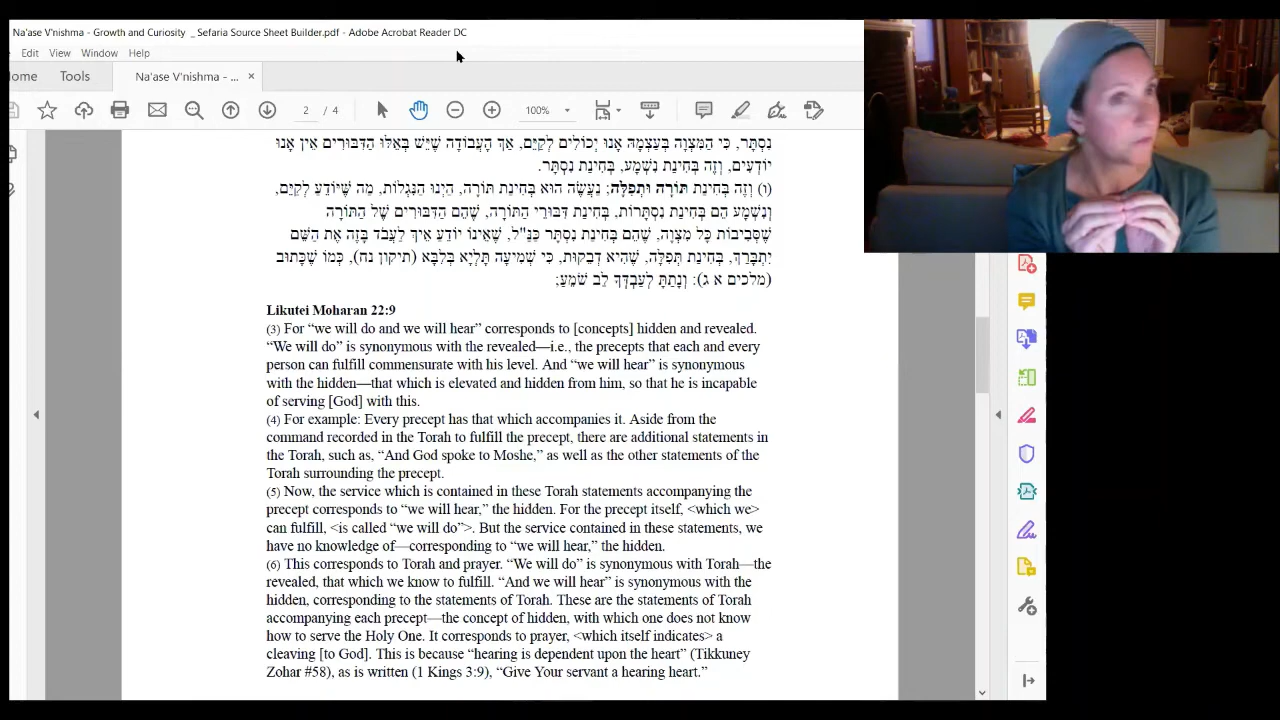 Na'ase V'nishma - Growth and Curiosity _ Sefaria Source Sheet Builder.pdf - Adobe Acrobat Reader DC
Edit View Window Help
ome Tools Na'ase V'nishma - ... ×
2 / 4 100%
נִסְתָּר, כִּי הַמִּצְוָה בְּעַצְמָהּ אָנוּ יְכוֹלִים לְקַיֵּם, אַךְ הָעֲבוֹדָה שֶׁיֵּשׁ בְּאֵלּוּ הַדִּבּוּרִים אֵין אָנוּ
יוֹדְעִים, וְזֶה בְּחִינַת נִשְׁמָע, בְּחִינַת נִסְתָּר.
(ו) וְזֶה בְּחִינַת תּוֹרָה וּתְפִלָּה; נַעֲשֶׂה הוּא בְּחִינַת תּוֹרָה, הַיְנוּ הַנִּגְלוֹת, מַה שֶּׁיּוֹדֵעַ לְקַיֵּם,
וְנִשְׁמָע הֵם בְּחִינַת נִסְתָּרוֹת, בְּחִינַת דִּבּוּרֵי הַתּוֹרָה, שֶׁהֵם הַדִּבּוּרִים שֶׁל הַתּוֹרָה
שֶׁסְּבִיבוֹת כָּל מִצְוָה, שֶׁהֵם בְּחִינַת נִסְתָּר כַּנַּ"ל, שֶׁאֵינוֹ יוֹדֵעַ אֵיךְ לַעֲבֹד בָּזֶה אֶת הַשֵּׁם
יִתְבָּרַךְ, בְּחִינַת תְּפִלָּה, שֶׁהִיא דְבֵקוּת, כִּי שְׁמִיעָה תַּלְיָא בְּלִבָּא (תיקון נח), כְּמוֹ שֶׁכָּתוּב
(מלכים א ג): וְנָתַתָּ לְעַבְדְּךָ לֵב שֹׁמֵעַ;
Likutei Moharan 22:9
(3) For “we will do and we will hear” corresponds to [concepts] hidden and revealed.
“We will do” is synonymous with the revealed—i.e., the precepts that each and every
person can fulfill commensurate with his level. And “we will hear” is synonymous
with the hidden—that which is elevated and hidden from him, so that he is incapable
of serving [God] with this.
(4) For example: Every precept has that which accompanies it. Aside from the
command recorded in the Torah to fulfill the precept, there are additional statements in
the Torah, such as, “And God spoke to Moshe,” as well as the other statements of the
Torah surrounding the precept.
(5) Now, the service which is contained in these Torah statements accompanying the
precept corresponds to “we will hear,” the hidden. For the precept itself, <which we>
can fulfill, <is called “we will do”>. But the service contained in these statements, we
have no knowledge of—corresponding to “we will hear,” the hidden.
(6) This corresponds to Torah and prayer. “We will do” is synonymous with Torah—the
revealed, that which we know to fulfill. “And we will hear” is synonymous with the
hidden, corresponding to the statements of Torah. These are the statements of Torah
accompanying each precept—the concept of hidden, with which one does not know
how to serve the Holy One. It corresponds to prayer, <which itself indicates> a
cleaving [to God]. This is because “hearing is dependent upon the heart” (Tikkuney
Zohar #58), as is written (1 Kings 3:9), “Give Your servant a hearing heart.”